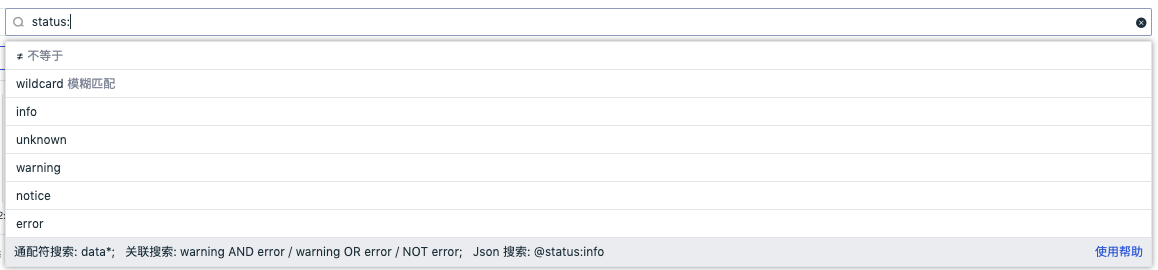 status:
≠ 不等于
wildcard 模糊匹配
info
unknown
warning
notice
error
通配符搜索: data*; 关联搜索: warning AND error / warning OR error / NOT error; Json 搜索: @status:info 使用帮助